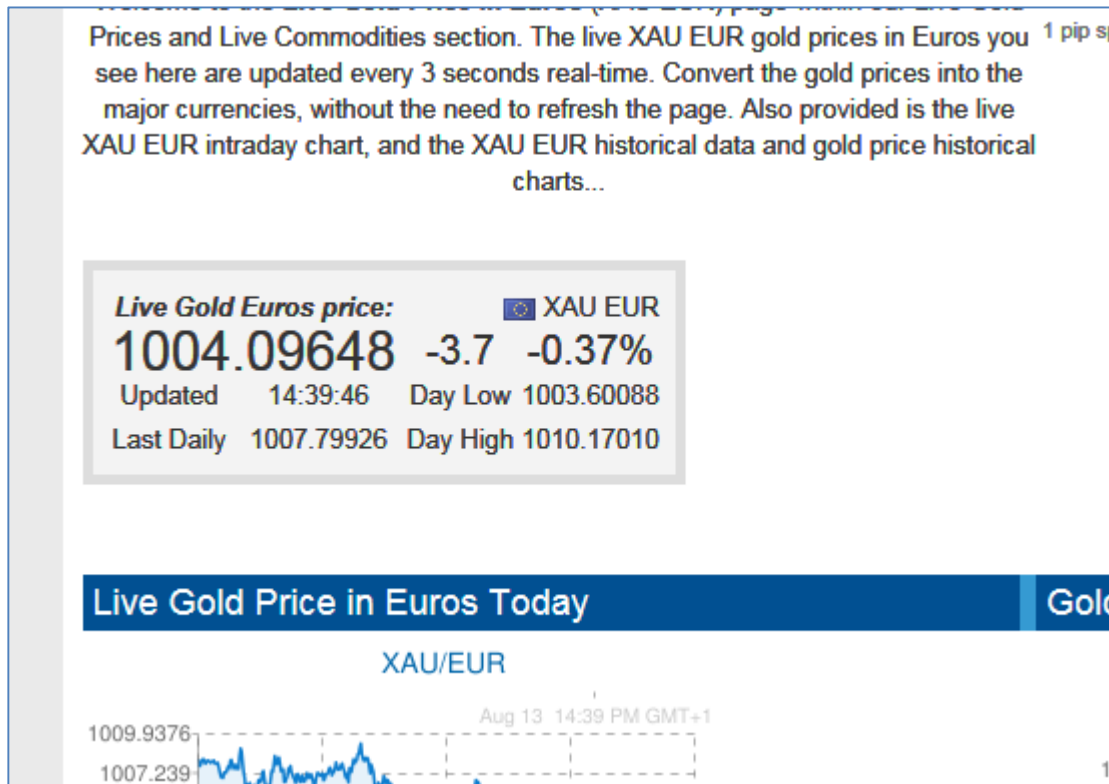 Prices and Live Commodities section. The live XAU EUR gold prices in Euros you
1 pip
see here are updated every 3 seconds real-time. Convert the gold prices into the
major currencies, without the need to refresh the page. Also provided is the live
XAU EUR intraday chart, and the XAU EUR historical data and gold price historical
charts...
Live Gold Euros price: XAU EUR
1004.09648 -3.7 -0.37%
Updated 14:39:46 Day Low 1003.60088
Last Daily 1007.79926 Day High 1010.17010
Live Gold Price in Euros Today
XAU/EUR
Aug 13 14:39 PM GMT+1
1009.9376
1007.239